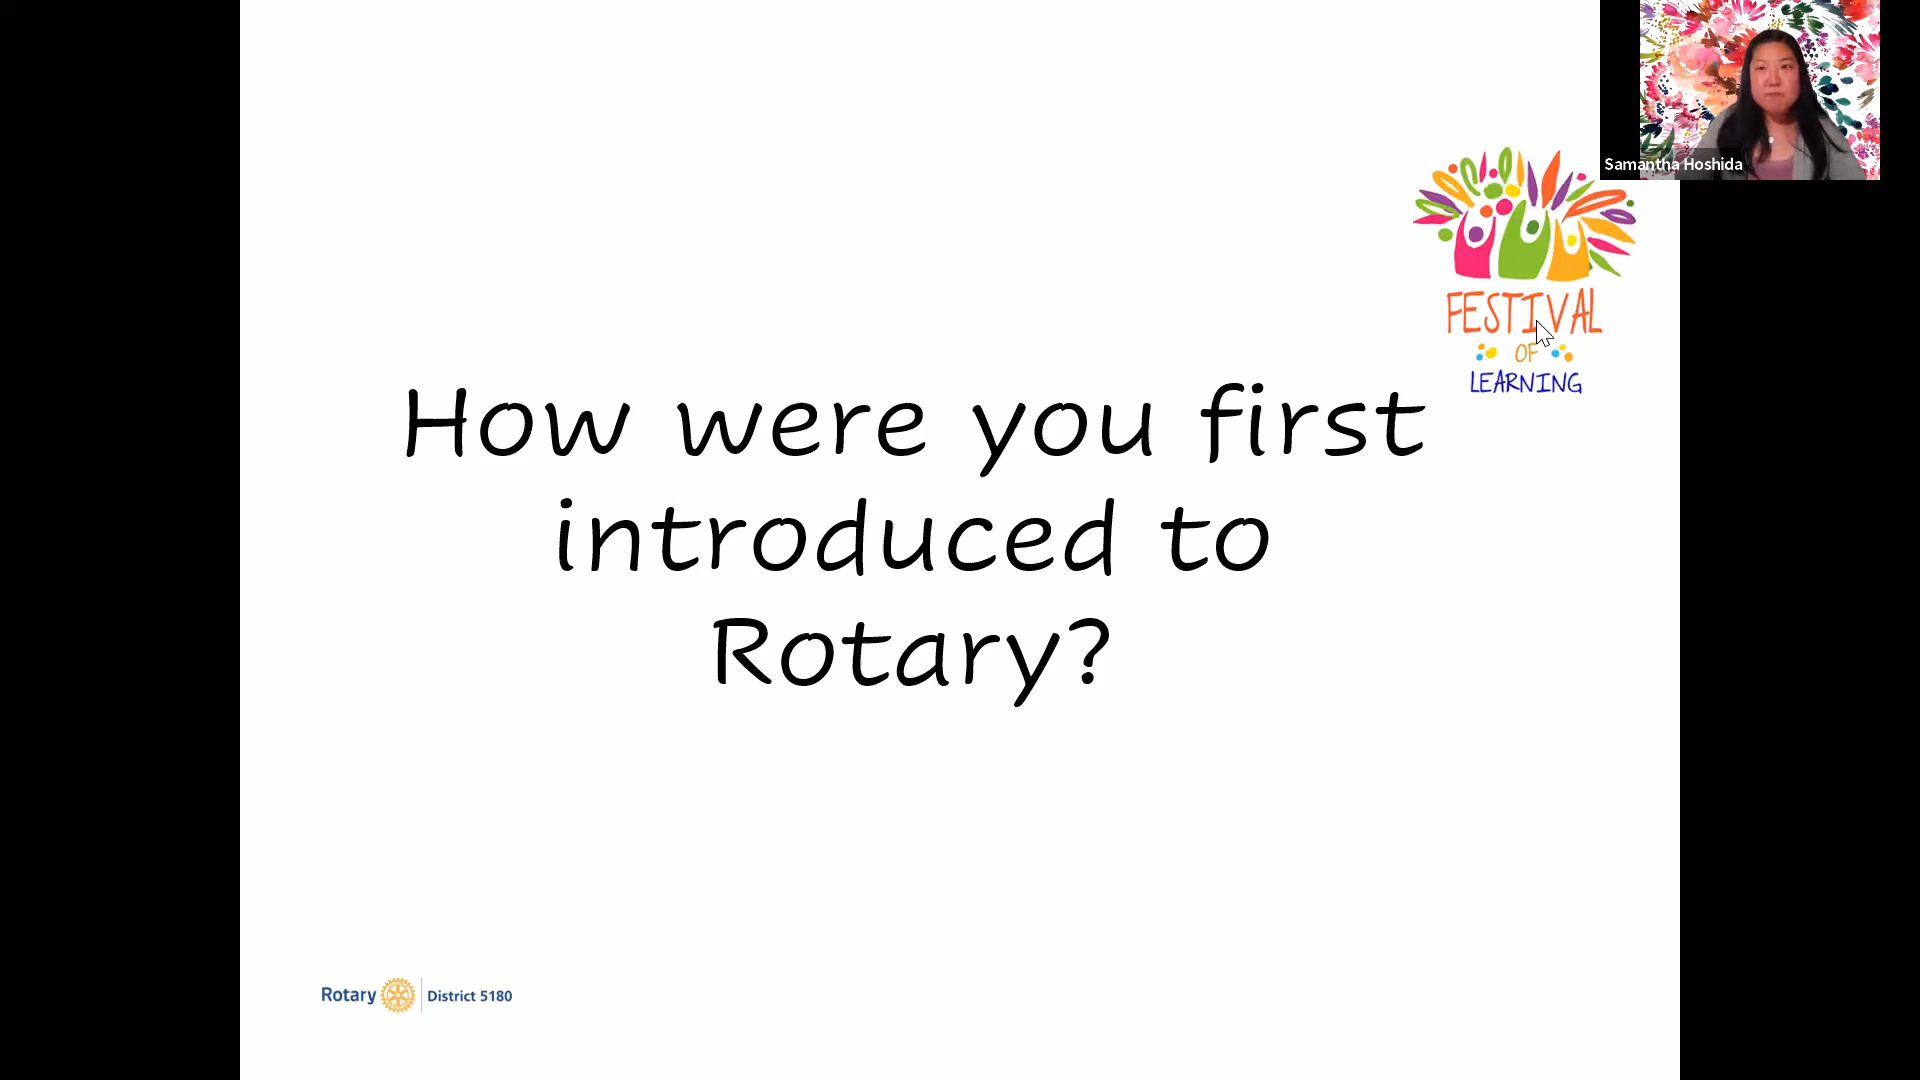 Samantha Hoshida
FESTIVAL
OF
LEARNING
How were you first
introduced to
Rotary?
Rotary District 5180